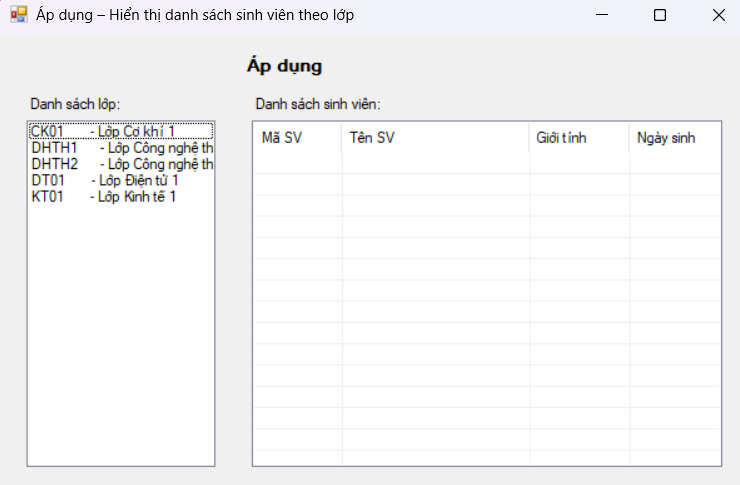 Áp dụng – Hiển thị danh sách sinh viên theo lớp
Áp dụng
Danh sách lớp:
CK01 - Lớp Cơ khí 1
DHTH1 - Lớp Công nghệ th
DHTH2 - Lớp Công nghệ th
DT01 - Lớp Điện tử 1
KT01 - Lớp Kinh tế 1
Danh sách sinh viên:
Mã SV Tên SV Giới tính Ngày sinh